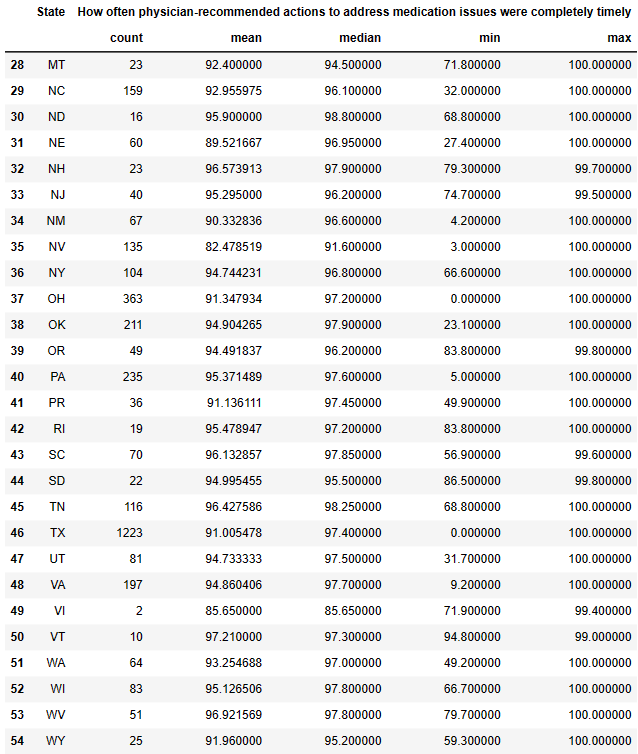 State How often physician-recommended actions to address medication issues were completely timely
count mean median min max
28 MT 23 92.400000 94.500000 71.800000 100.000000
29 NC 159 92.955975 96.100000 32.000000 100.000000
30 ND 16 95.900000 98.800000 68.800000 100.000000
31 NE 60 89.521667 96.950000 27.400000 100.000000
32 NH 23 96.573913 97.900000 79.300000 99.700000
33 NJ 40 95.295000 96.200000 74.700000 99.500000
34 NM 67 90.332836 96.600000 4.200000 100.000000
35 NV 135 82.478519 91.600000 3.000000 100.000000
36 NY 104 94.744231 96.800000 66.600000 100.000000
37 OH 363 91.347934 97.200000 0.000000 100.000000
38 OK 211 94.904265 97.900000 23.100000 100.000000
39 OR 49 94.491837 96.200000 83.800000 99.800000
40 PA 235 95.371489 97.600000 5.000000 100.000000
41 PR 36 91.136111 97.450000 49.900000 100.000000
42 RI 19 95.478947 97.200000 83.800000 100.000000
43 SC 70 96.132857 97.850000 56.900000 99.600000
44 SD 22 94.995455 95.500000 86.500000 99.800000
45 TN 116 96.427586 98.250000 68.800000 100.000000
46 TX 1223 91.005478 97.400000 0.000000 100.000000
47 UT 81 94.733333 97.500000 31.700000 100.000000
48 VA 197 94.860406 97.700000 9.200000 100.000000
49 VI 2 85.650000 85.650000 71.900000 99.400000
50 VT 10 97.210000 97.300000 94.800000 99.000000
51 WA 64 93.254688 97.000000 49.200000 100.000000
52 WI 83 95.126506 97.800000 66.700000 100.000000
53 WV 51 96.921569 97.800000 79.700000 100.000000
54 WY 25 91.960000 95.200000 59.300000 100.000000